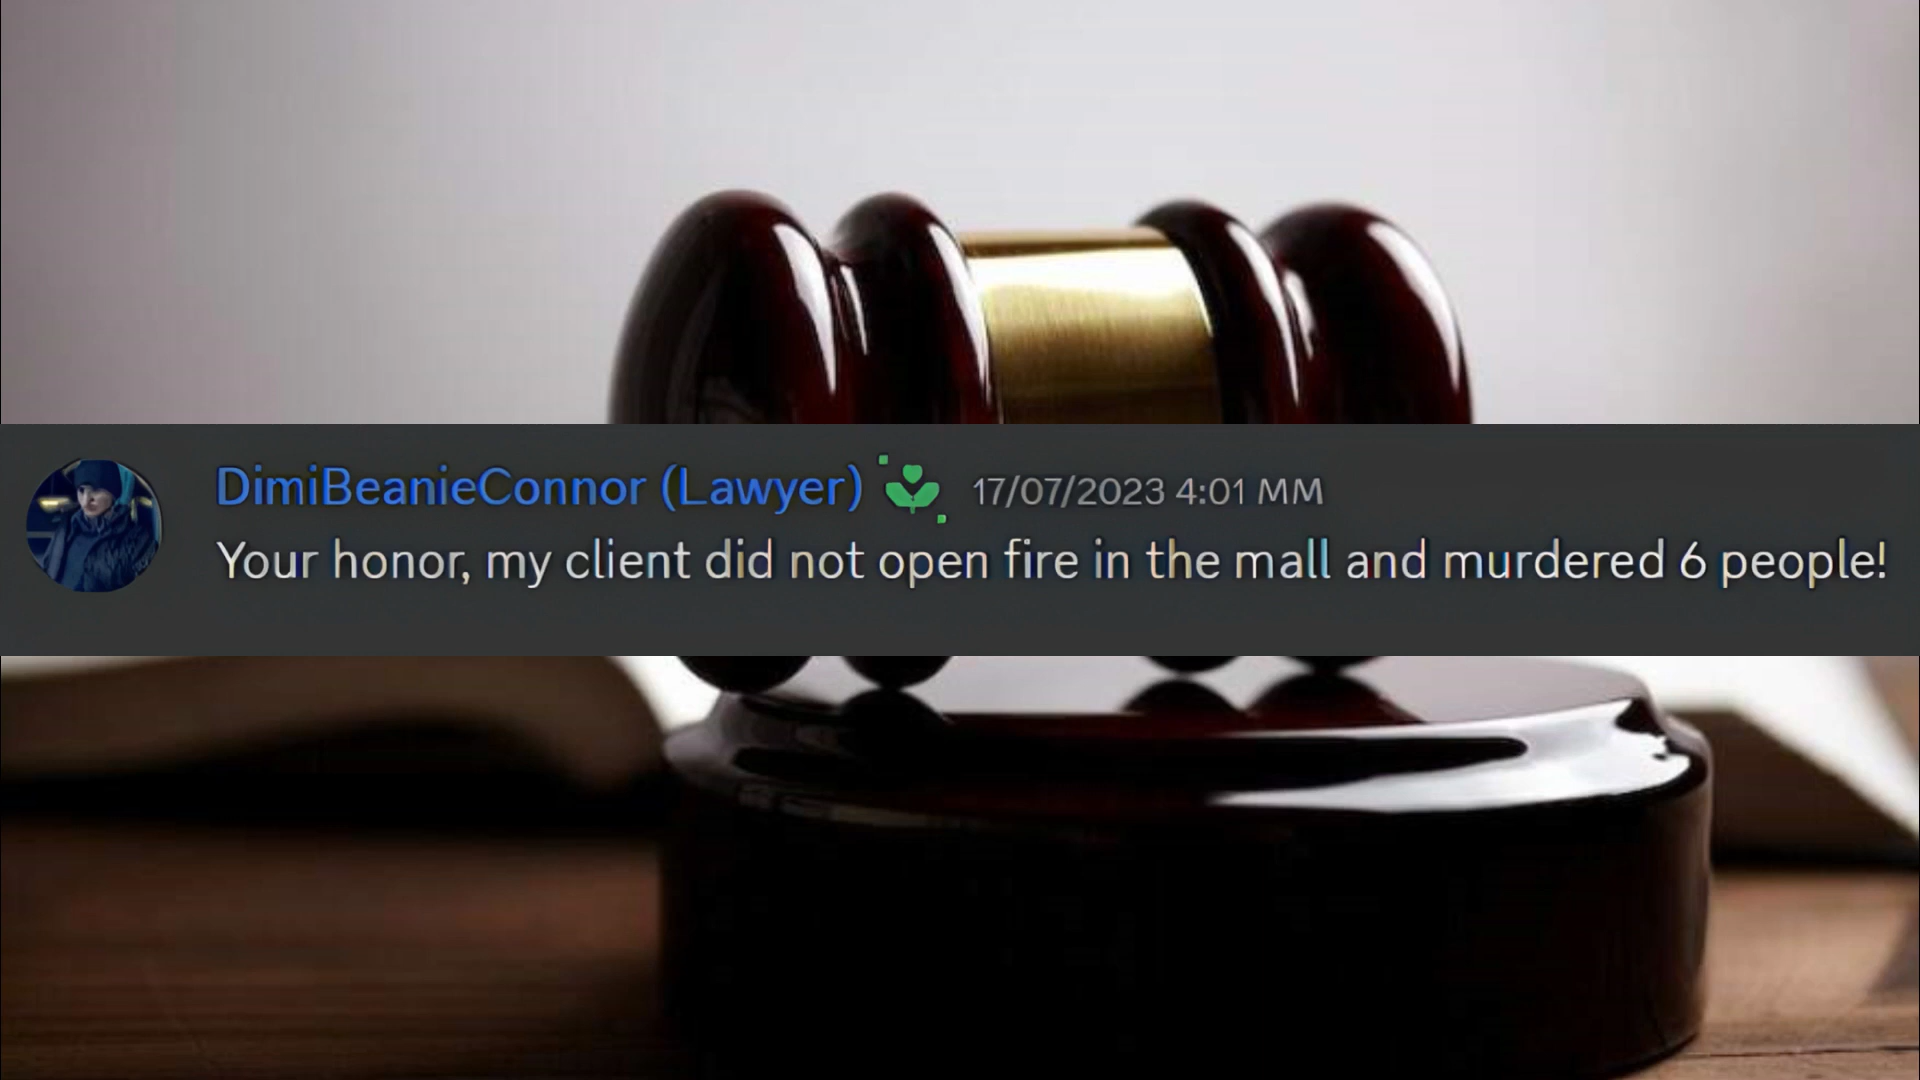 DimiBeanieConnor (Lawyer) 17/07/2023 4:01 MM
Your honor, my client did not open fire in the mall and murdered 6 people!